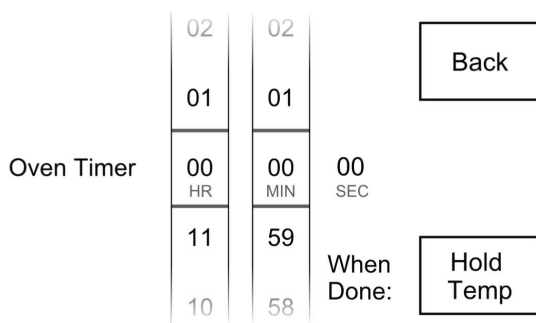 02 02
01 01 Back
Oven Timer 00 00 00
HR MIN SEC
11 59
When Done: Hold Temp
10 58